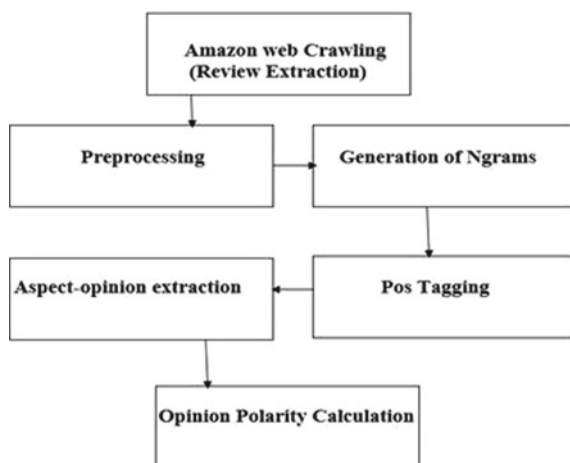 Amazon web Crawling
(Review Extraction)
Preprocessing
Generation of Ngrams
Aspect-opinion extraction
Pos Tagging
Opinion Polarity Calculation